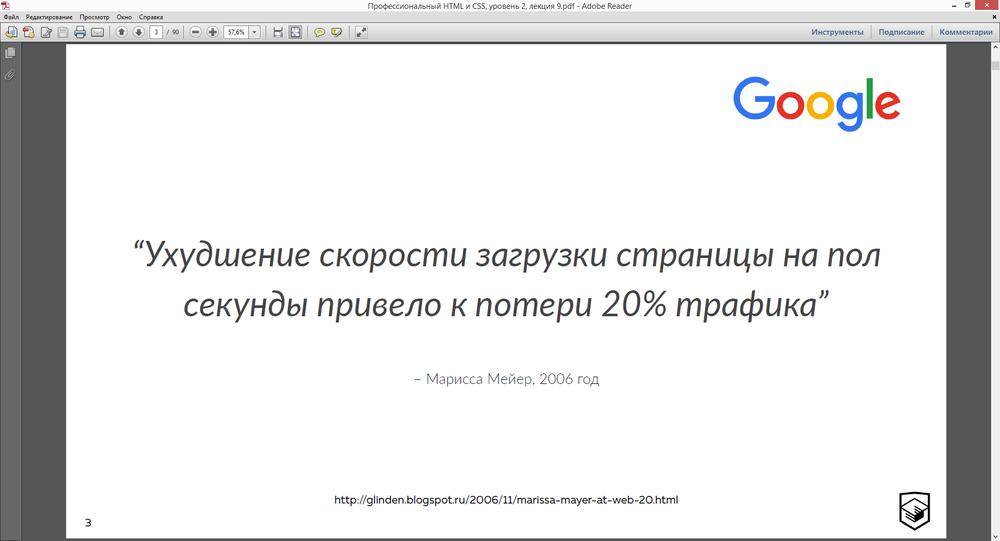 Профессиональный HTML и CSS, уровень 2, лекция 9.pdf - Adobe Reader
Файл Редактирование Просмотр Окно Справка
3 / 90 57,6% Инструменты Подписание Комментарии
Google
“Ухудшение скорости загрузки страницы на пол
секунды привело к потери 20% трафика”
– Марисса Мейер, 2006 год
http://glinden.blogspot.ru/2006/11/marissa-mayer-at-web-20.html
3